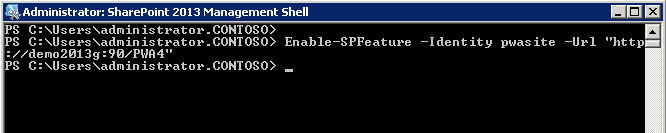 Administrator: SharePoint 2013 Management Shell
PS C:\Users\administrator.CONTOSO>
PS C:\Users\administrator.CONTOSO> Enable-SPFeature -Identity pwasite -Url "http
://demo2013g:90/PWA4"
PS C:\Users\administrator.CONTOSO> _